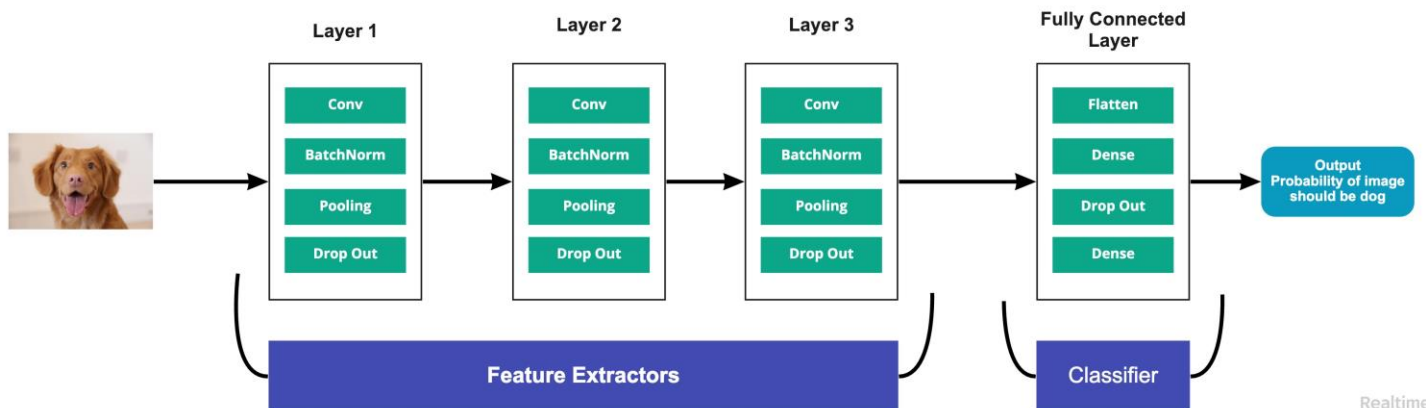 Layer 1
Conv
BatchNorm
Pooling
Drop Out
Layer 2
Conv
BatchNorm
Pooling
Drop Out
Layer 3
Conv
BatchNorm
Pooling
Drop Out
Fully Connected
Layer
Flatten
Dense
Drop Out
Dense
Output
Probability of image
should be dog
Feature Extractors
Classifier
Realtime